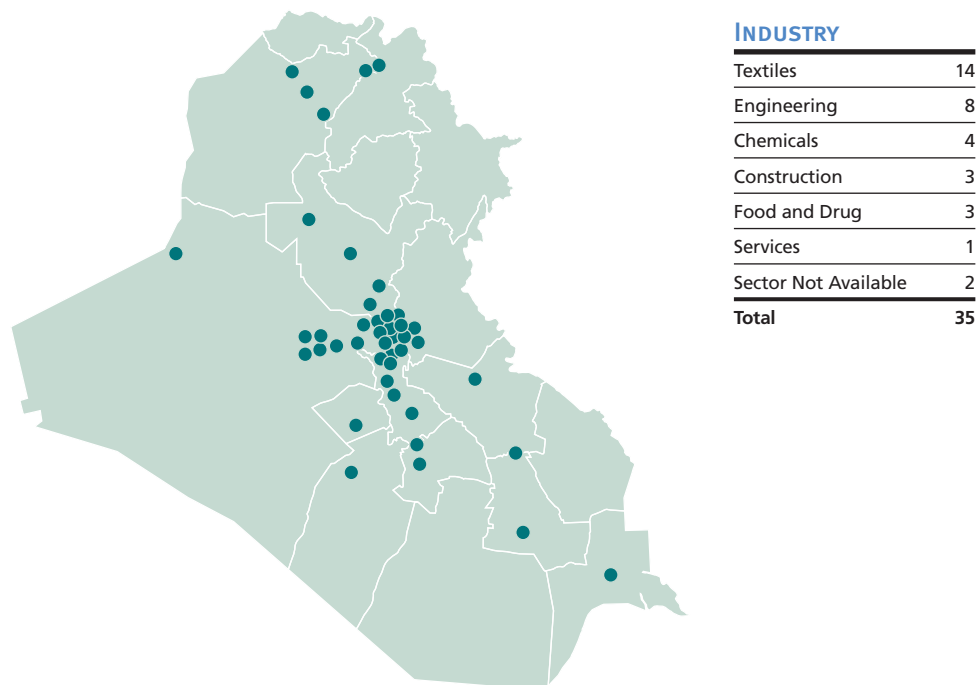 INDUSTRY
Textiles 14
Engineering 8
Chemicals 4
Construction 3
Food and Drug 3
Services 1
Sector Not Available 2
Total 35